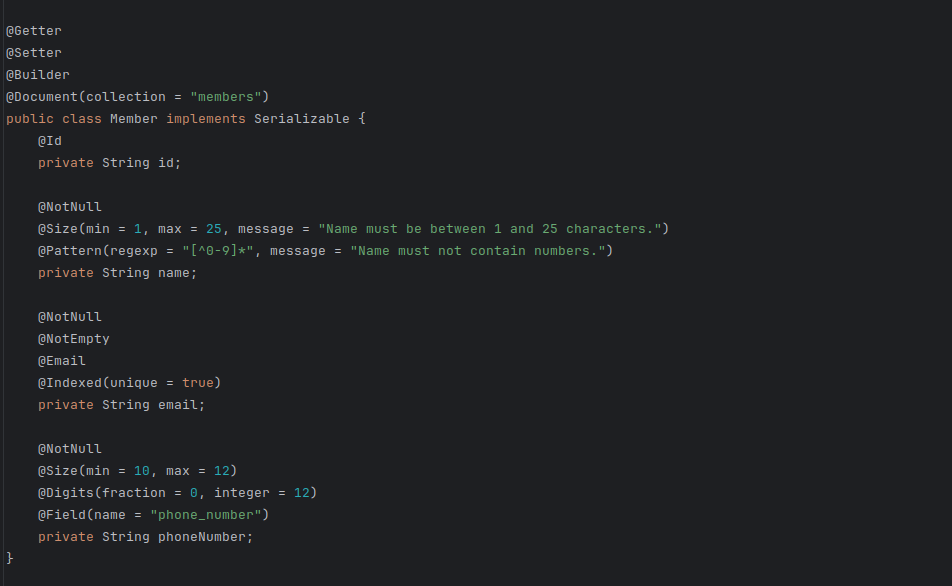 @Getter
@Setter
@Builder
@Document(collection = "members")
public class Member implements Serializable {
    @Id
    private String id;

    @NotNull
    @Size(min = 1, max = 25, message = "Name must be between 1 and 25 characters.")
    @Pattern(regexp = "[^0-9]*", message = "Name must not contain numbers.")
    private String name;

    @NotNull
    @NotEmpty
    @Email
    @Indexed(unique = true)
    private String email;

    @NotNull
    @Size(min = 10, max = 12)
    @Digits(fraction = 0, integer = 12)
    @Field(name = "phone_number")
    private String phoneNumber;
}